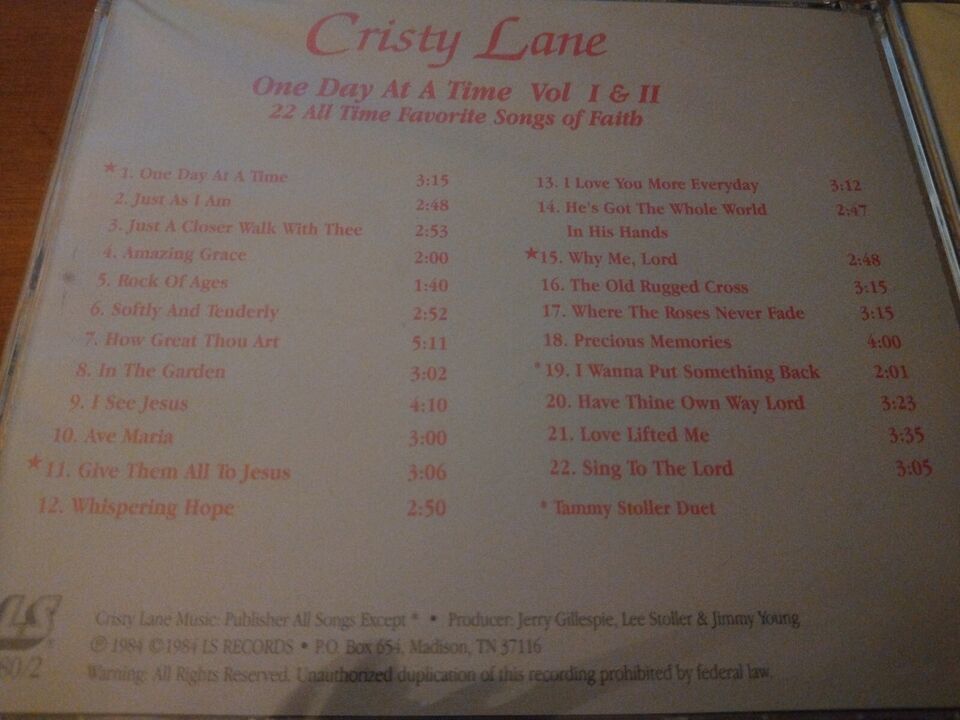 Cristy Lane
One Day At A Time Vol I & II
22 All Time Favorite Songs of Faith
★1. One Day At A Time 3:15
2. Just As I Am 2:48
3. Just A Closer Walk With Thee 2:53
4. Amazing Grace 2:00
5. Rock Of Ages 1:40
6. Softly And Tenderly 2:52
7. How Great Thou Art 5:11
8. In The Garden 3:02
9. I See Jesus 4:10
10. Ave Maria 3:00
★11. Give Them All To Jesus 3:06
12. Whispering Hope 2:50
13. I Love You More Everyday 3:12
14. He's Got The Whole World 2:47
In His Hands
★15. Why Me, Lord 2:48
16. The Old Rugged Cross 3:15
17. Where The Roses Never Fade 3:15
18. Precious Memories 4:00
*19. I Wanna Put Something Back 2:01
20. Have Thine Own Way Lord 3:23
21. Love Lifted Me 3:35
22. Sing To The Lord 3:05
* Tammy Stoller Duet
LS
Cristy Lane Music: Publisher All Songs Except * • Producer: Jerry Gillespie, Lee Stoller & Jimmy Young
℗ 1984 ©1984 LS RECORDS • P.O. Box 654, Madison, TN 37116
Warning: All Rights Reserved. Unauthorized duplication of this recording prohibited by federal law.